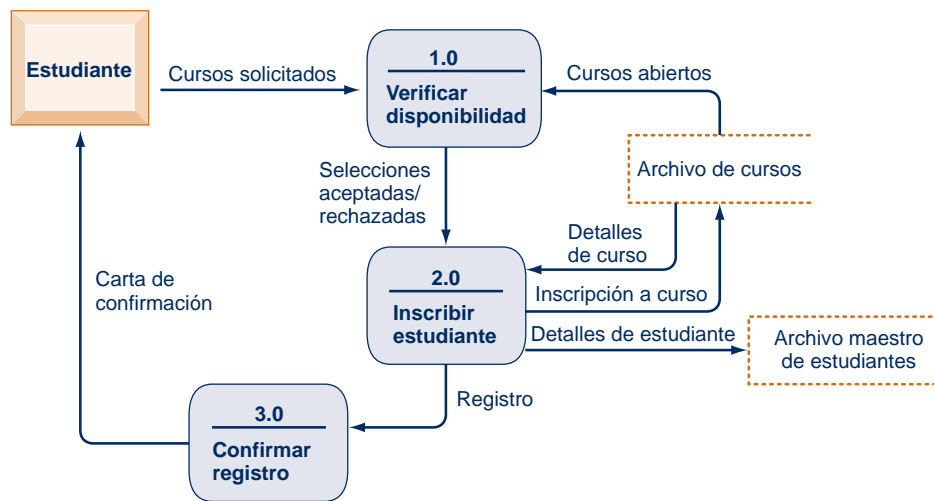 Estudiante
Cursos solicitados
1.0
Verificar
disponibilidad
Cursos abiertos
Archivo de cursos
Selecciones
aceptadas/
rechazadas
Detalles
de curso
2.0
Inscribir
estudiante
Inscripción a curso
Detalles de estudiante
Archivo maestro
de estudiantes
Carta de
confirmación
Registro
3.0
Confirmar
registro